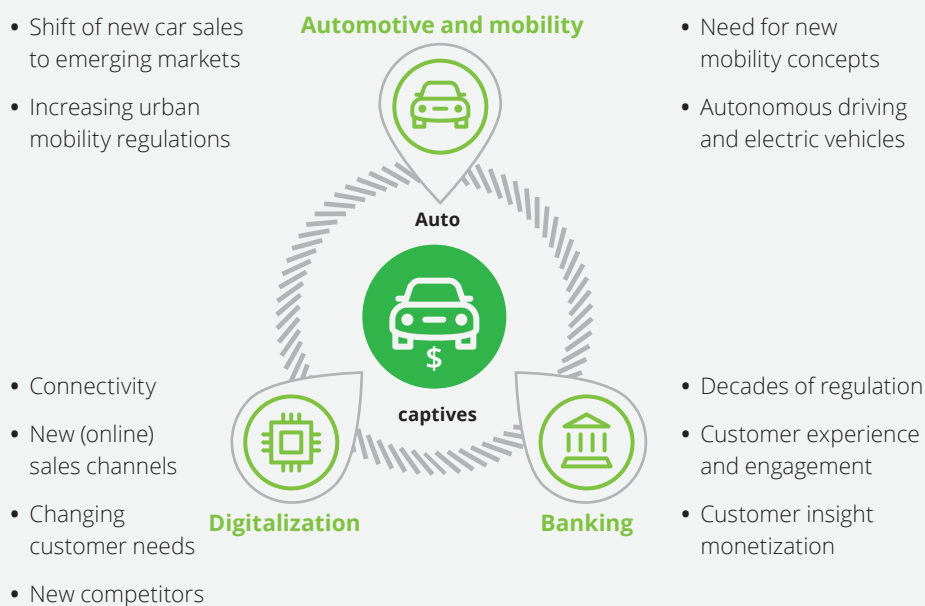 Automotive and mobility
• Shift of new car sales
to emerging markets
• Increasing urban
mobility regulations
• Need for new
mobility concepts
• Autonomous driving
and electric vehicles
Auto
$
captives
• Connectivity
• New (online)
sales channels
• Changing
customer needs
• New competitors
Digitalization
Banking
• Decades of regulation
• Customer experience
and engagement
• Customer insight
monetization